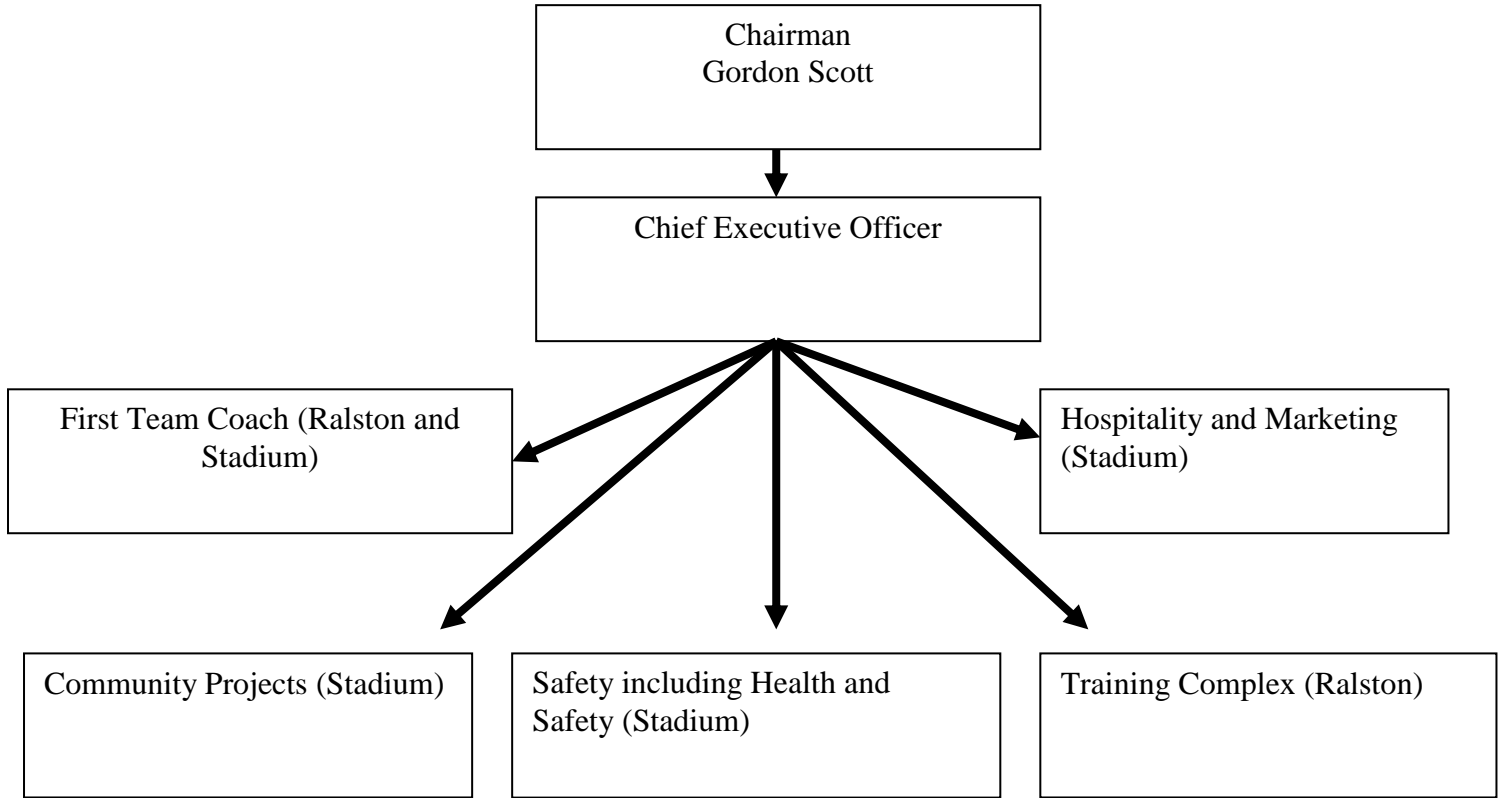 Chairman
Gordon Scott
Chief Executive Officer
First Team Coach (Ralston and
Stadium)
Hospitality and Marketing
(Stadium)
Community Projects (Stadium)
Safety including Health and
Safety (Stadium)
Training Complex (Ralston)